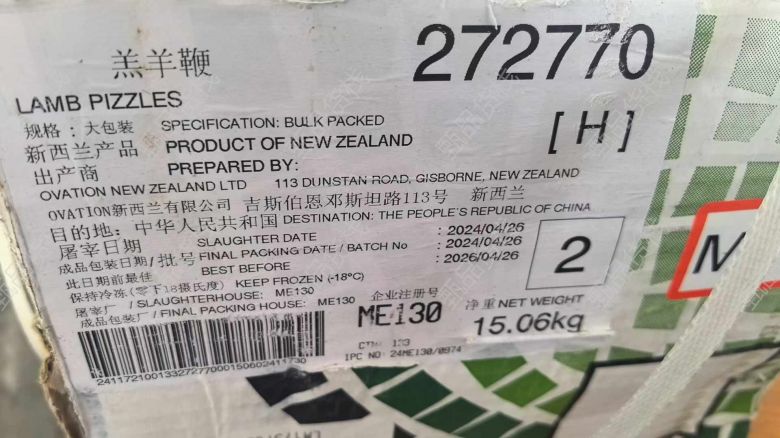 羔羊鞭
272770
LAMB PIZZLES
规格:大包装 SPECIFICATION: BULK PACKED
[H]
新西兰产品 PRODUCT OF NEW ZEALAND
出产商 PREPARED BY:
OVATION NEW ZEALAND LTD 113 DUNSTAN ROAD, GISBORNE, NEW ZEALAND
OVATION新西兰有限公司 吉斯伯恩邓斯坦路113号 新西兰
目的地: 中华人民共和国 DESTINATION: THE PEOPLE'S REPUBLIC OF CHINA
屠宰日期 SLAUGHTER DATE : 2024/04/26
成品包装日期/批号 FINAL PACKING DATE / BATCH No : 2024/04/26
此日期前最佳 BEST BEFORE : 2026/04/26
2
M
保持冷冻(零下18摄氏度) KEEP FROZEN (-18°C)
屠宰厂 / SLAUGHTERHOUSE: ME130
成品包装厂 / FINAL PACKING HOUSE: ME130
企业注册号
ME130
净重 NET WEIGHT
15.06kg
IPC NO: 24ME130/0974
24117210013327277000150602411730